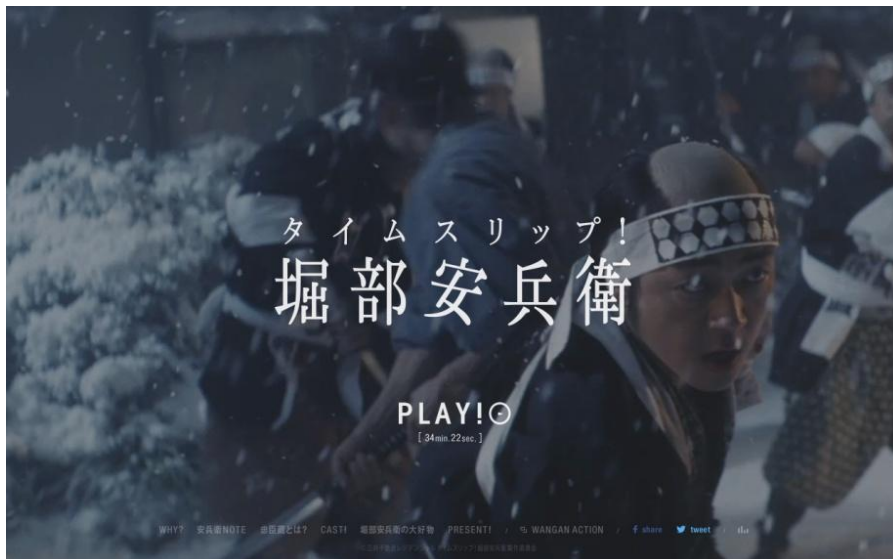 タイムスリップ!
堀部安兵衛
PLAY!
[ 34min.22sec. ]
WHY? 安兵衛NOTE 忠臣蔵とは? CAST! 堀部安兵衛の大好物 PRESENT! / WANGAN ACTION / share tweet